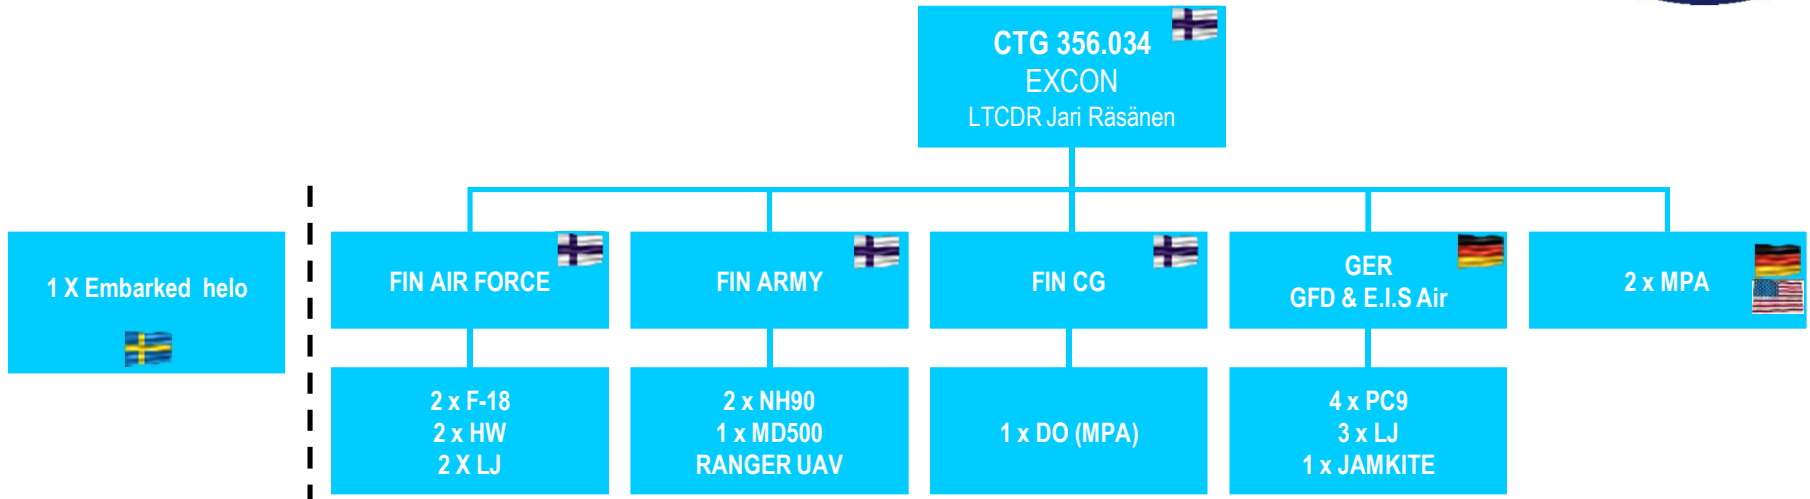 CTG 356.034
EXCON
LTCDR Jari Räsänen
1 X Embarked helo
FIN AIR FORCE
FIN ARMY
FIN CG
GER
GFD & E.I.S Air
2 x MPA
2 x F-18
2 x HW
2 X LJ
2 x NH90
1 x MD500
RANGER UAV
1 x DO (MPA)
4 x PC9
3 x LJ
1 x JAMKITE